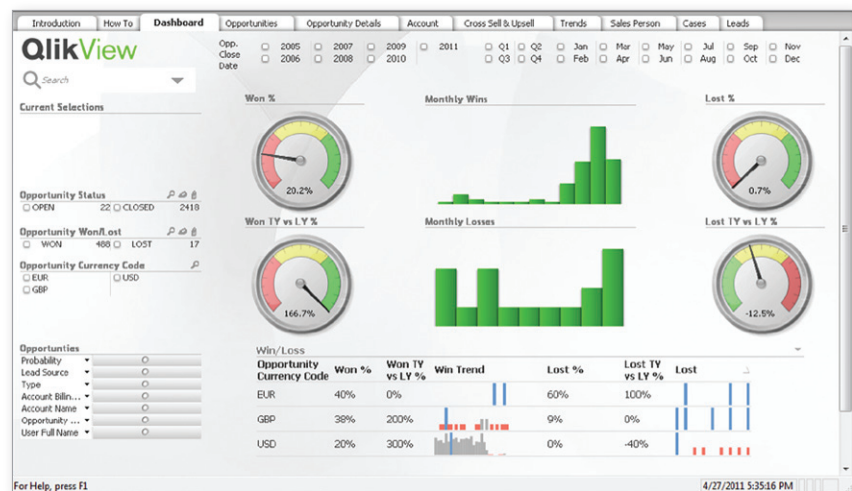 Introduction How To Dashboard Opportunities Opportunity Details Account Cross Sell & Upsell Trends Sales Person Cases Leads
QlikView
Search
Opp. Close Date
2005 2007 2009 2011 Q1 Q2 Jan Mar May Jul Sep Nov
2006 2008 2010 Q3 Q4 Feb Apr Jun Aug Oct Dec
Current Selections
Won % Monthly Wins Lost %
20.2% 0.7%
Opportunity Status
OPEN 22 CLOSED 2418
Won TY vs LY % Monthly Losses Lost TY vs LY %
Opportunity Won/Lost
WON 488 LOST 17
Opportunity Currency Code
EUR USD
GBP
166.7% -12.5%
Opportunties
Probability
Lead Source
Type
Account Bilin...
Account Name
Opportunity ...
User Full Name
Win/Loss
Opportunity Currency Code Won % Won TY vs LY % Win Trend Lost % Lost TY vs LY % Lost
EUR 40% 0% 60% 100%
GBP 38% 200% 9% 0%
USD 20% 300% 0% -40%
For Help, press F1 4/27/2011 5:35:16 PM